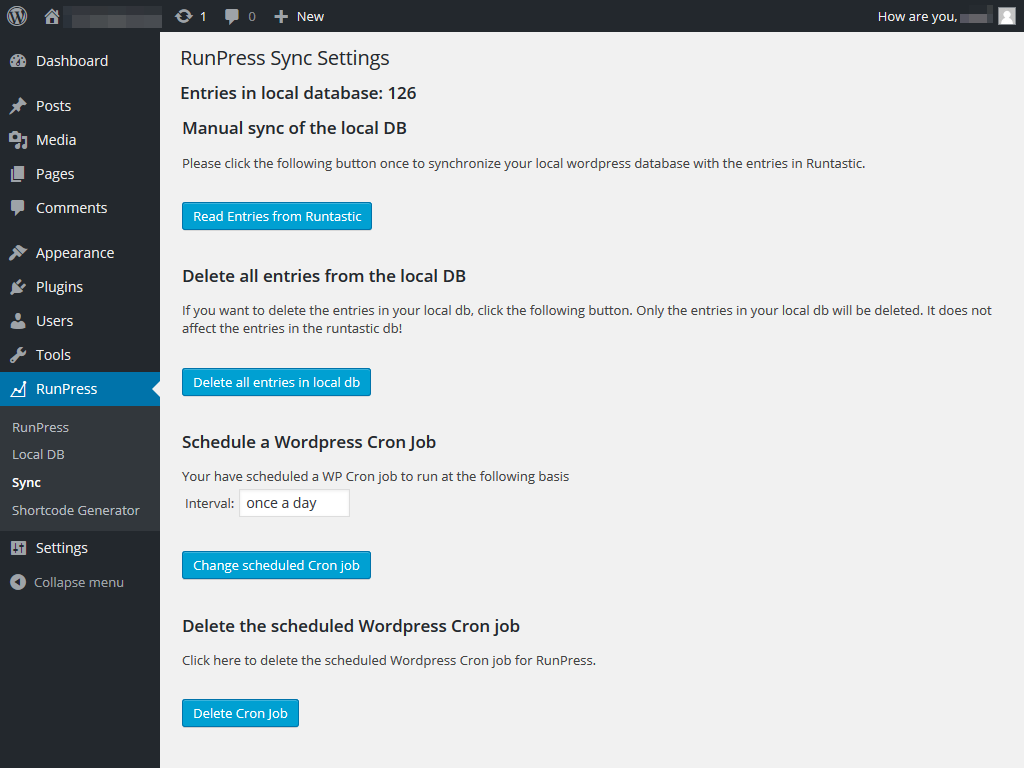 1 0 New How are you,
Dashboard
Posts
Media
Pages
Comments
Appearance
Plugins
Users
Tools
RunPress
RunPress
Local DB
Sync
Shortcode Generator
Settings
Collapse menu
RunPress Sync Settings
Entries in local database: 126
Manual sync of the local DB
Please click the following button once to synchronize your local wordpress database with the entries in Runtastic.
Read Entries from Runtastic
Delete all entries from the local DB
If you want to delete the entries in your local db, click the following button. Only the entries in your local db will be deleted. It does not
affect the entries in the runtastic db!
Delete all entries in local db
Schedule a Wordpress Cron Job
Your have scheduled a WP Cron job to run at the following basis
Interval: once a day
Change scheduled Cron job
Delete the scheduled Wordpress Cron job
Click here to delete the scheduled Wordpress Cron job for RunPress.
Delete Cron Job